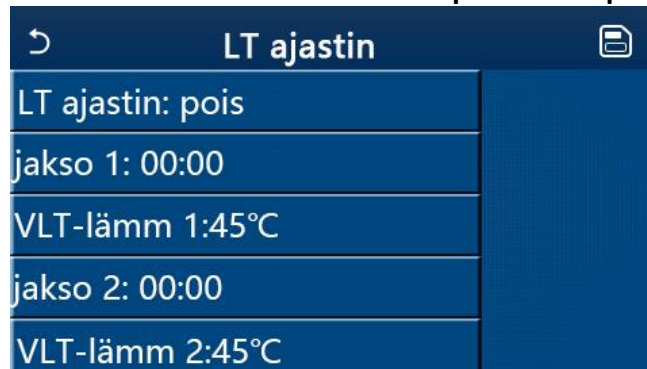 LT ajastin
LT ajastin: pois
jakso 1: 00:00
VLT-lämm 1:45℃
jakso 2: 00:00
VLT-lämm 2:45℃